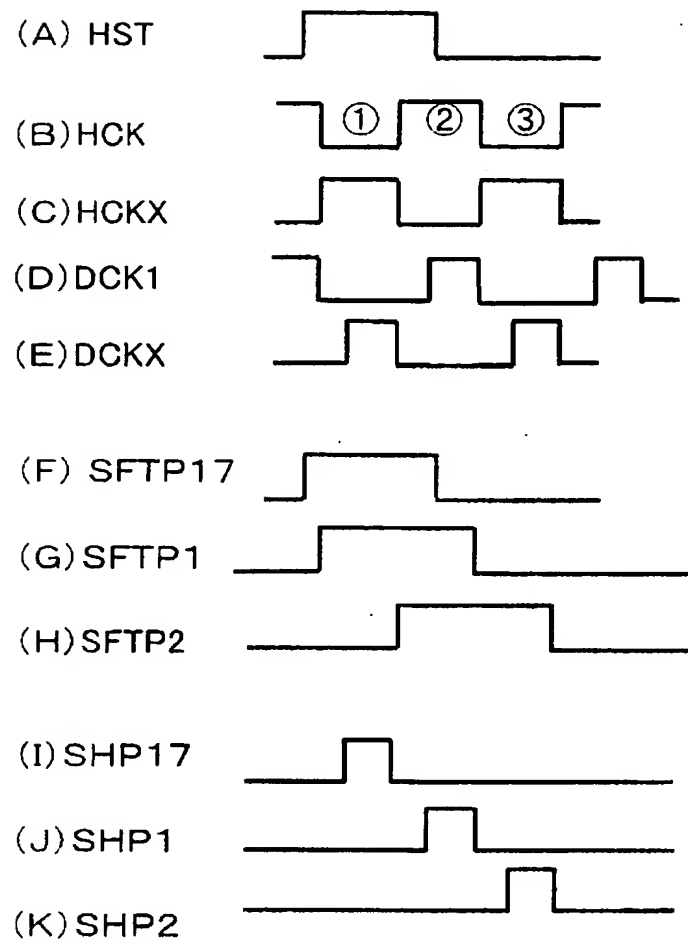 (A) HST
(B)HCK ① ② ③
(C)HCKX
(D)DCK1
(E)DCKX
(F) SFTP17
(G)SFTP1
(H)SFTP2
(I)SHP17
(J)SHP1
(K)SHP2